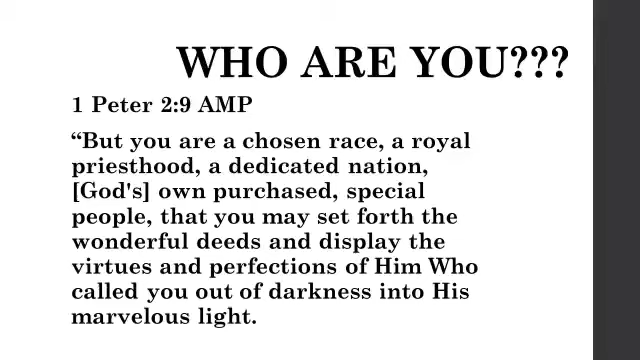 WHO ARE YOU???
1 Peter 2:9 AMP
“But you are a chosen race, a royal
priesthood, a dedicated nation,
[God's] own purchased, special
people, that you may set forth the
wonderful deeds and display the
virtues and perfections of Him Who
called you out of darkness into His
marvelous light.